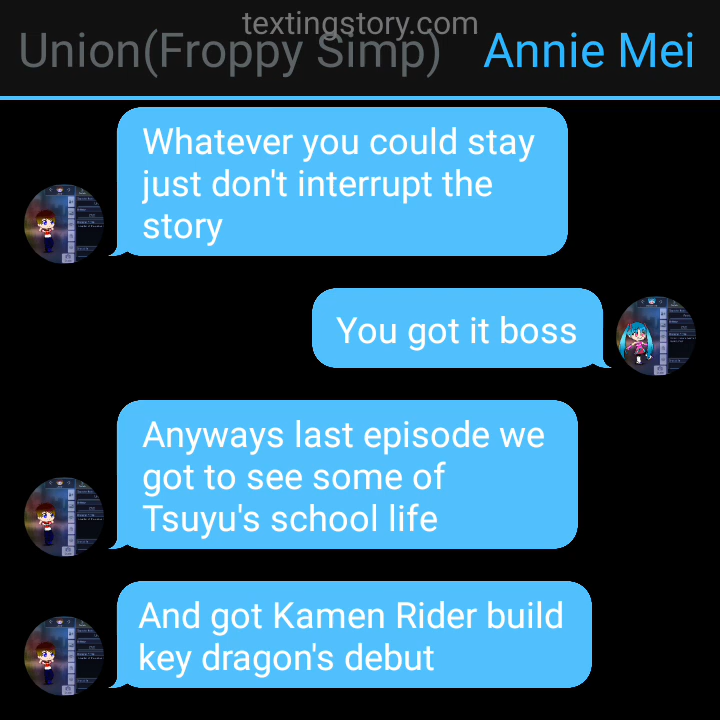 textingstory.com
Union(Froppy Simp) Annie Mei
Whatever you could stay
just don't interrupt the
story
You got it boss
Anyways last episode we
got to see some of
Tsuyu's school life
And got Kamen Rider build
key dragon's debut